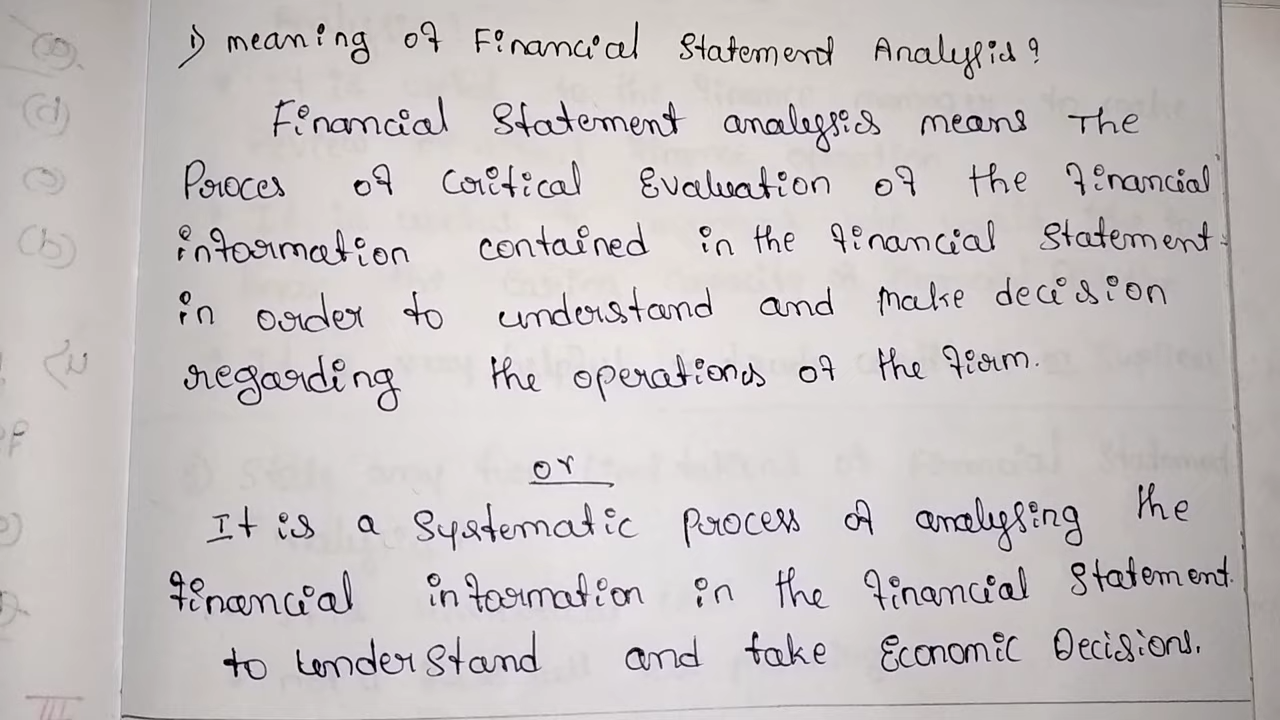 1) meaning of Financial Statement Analysis?
Financial Statement analysis means The
Proces of critical Evaluation of the financial
information contained in the financial statement
in order to understand and make decision
regarding the operations of the firm.
or
It is a Systematic process of analysing the
financial information in the financial statement
to understand and take Economic Decisions.